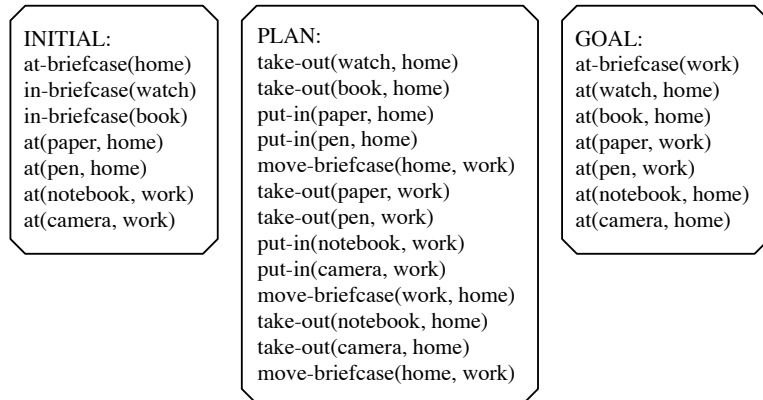 INITIAL:
at-briefcase(home)
in-briefcase(watch)
in-briefcase(book)
at(paper, home)
at(pen, home)
at(notebook, work)
at(camera, work)
PLAN:
take-out(watch, home)
take-out(book, home)
put-in(paper, home)
put-in(pen, home)
move-briefcase(home, work)
take-out(paper, work)
take-out(pen, work)
put-in(notebook, work)
put-in(camera, work)
move-briefcase(work, home)
take-out(notebook, home)
take-out(camera, home)
move-briefcase(home, work)
GOAL:
at-briefcase(work)
at(watch, home)
at(book, home)
at(paper, work)
at(pen, work)
at(notebook, home)
at(camera, home)